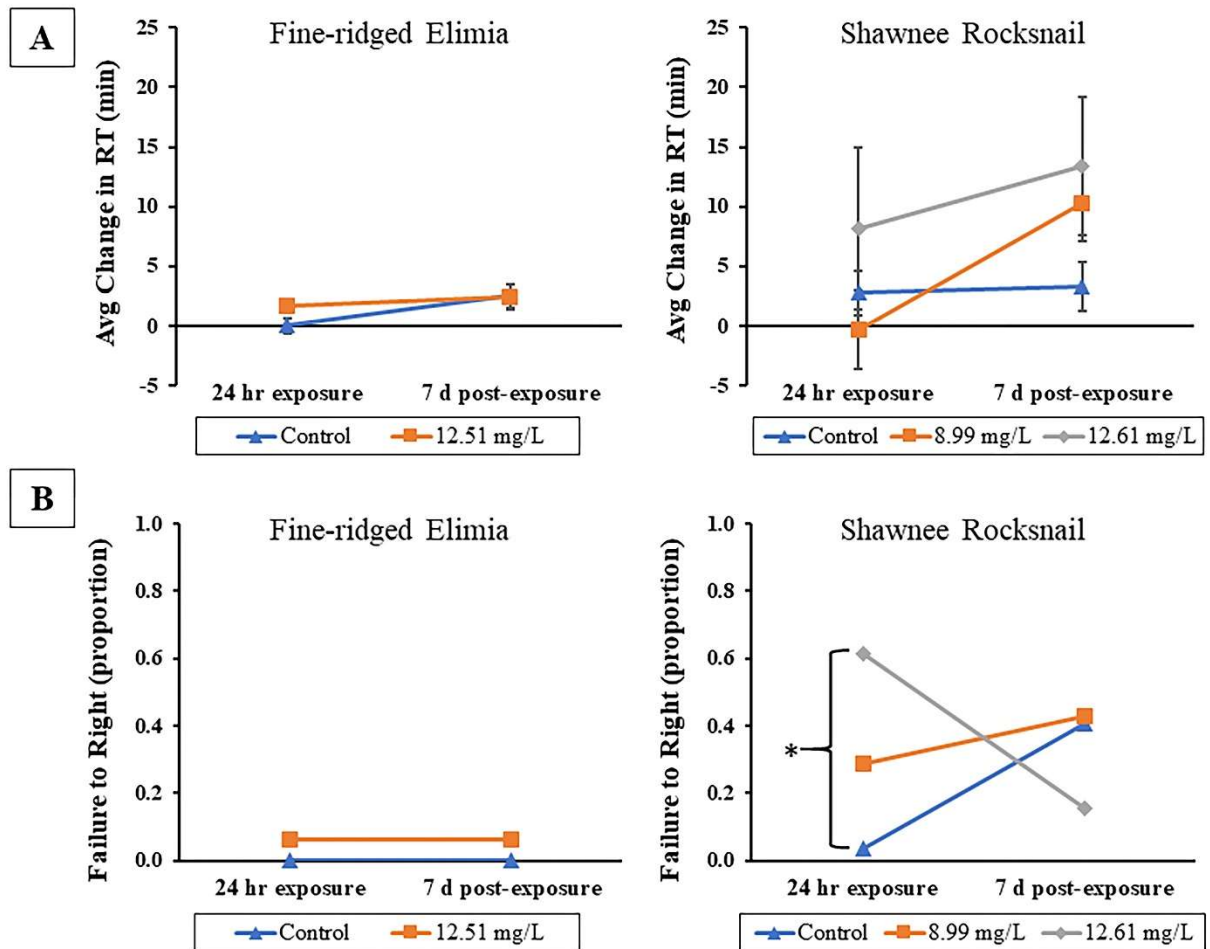 A
Fine-ridged Elimia
Avg Change in RT (min)
25
20
15
10
5
0
-5
24 hr exposure 7 d post-exposure
Control 12.51 mg/L
Shawnee Rocksnail
Avg Change in RT (min)
25
20
15
10
5
0
-5
24 hr exposure 7 d post-exposure
Control 8.99 mg/L 12.61 mg/L
B
Fine-ridged Elimia
Failure to Right (proportion)
1.0
0.8
0.6
0.4
0.2
0.0
24 hr exposure 7 d post-exposure
Control 12.51 mg/L
Shawnee Rocksnail
Failure to Right (proportion)
1.0
0.8
0.6
0.4
0.2
0.0
*
24 hr exposure 7 d post-exposure
Control 8.99 mg/L 12.61 mg/L